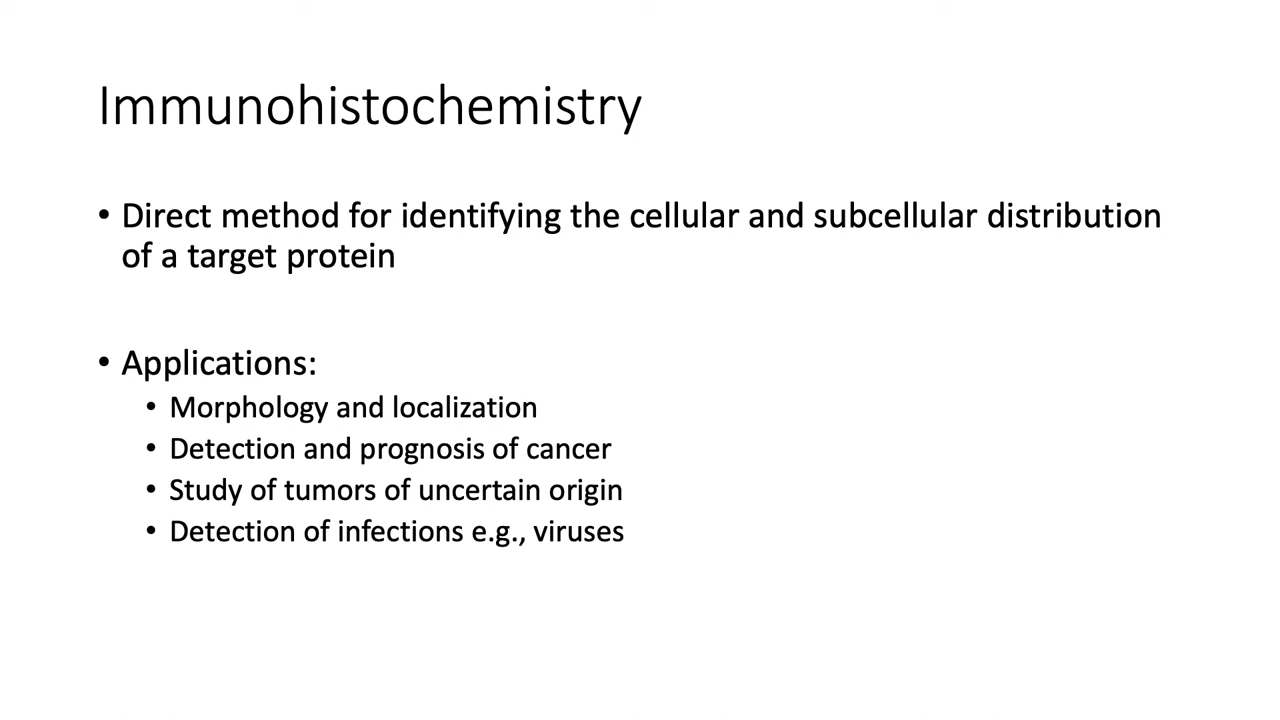 Immunohistochemistry
• Direct method for identifying the cellular and subcellular distribution
of a target protein
• Applications:
• Morphology and localization
• Detection and prognosis of cancer
• Study of tumors of uncertain origin
• Detection of infections e.g., viruses